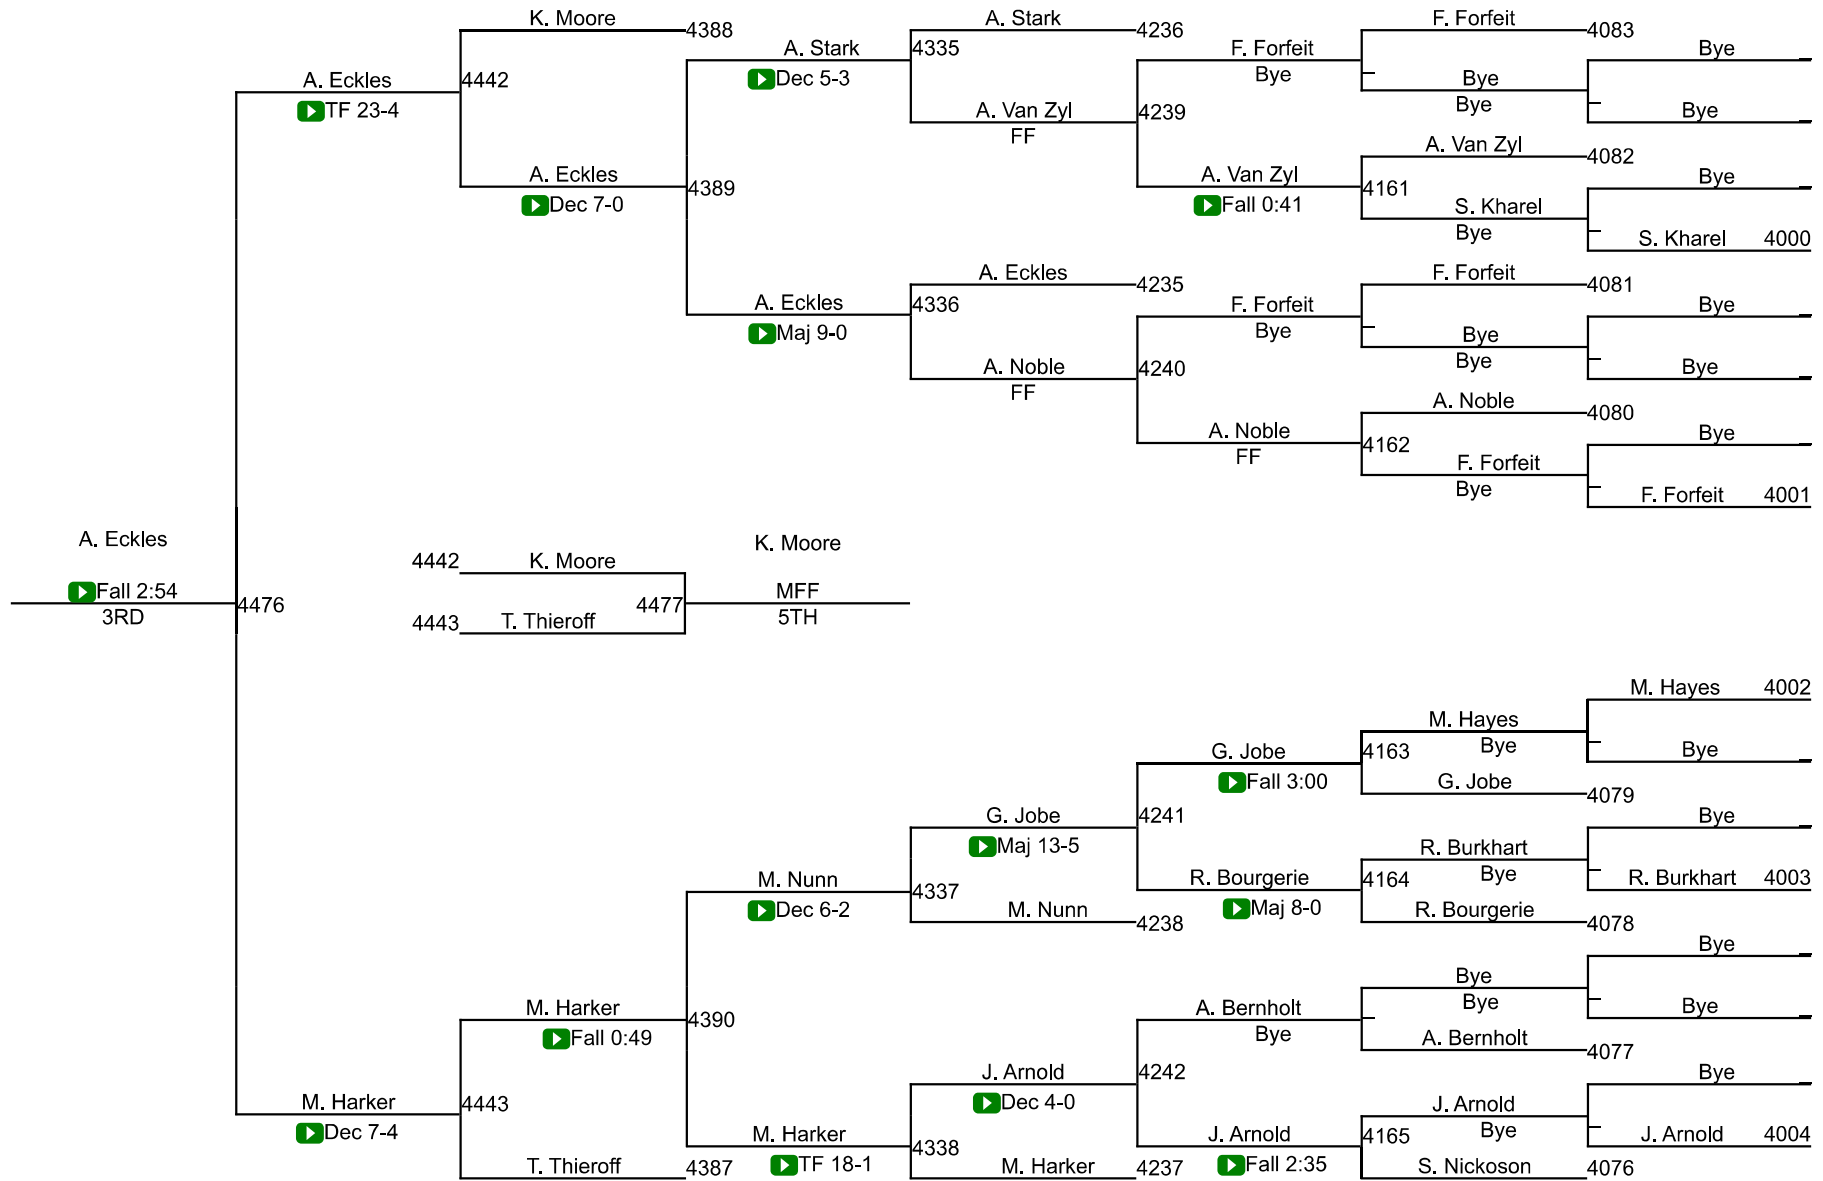 K. Moore
4388
A. Stark
4236
F. Forfeit
4083
A. Stark
Dec 5-3
4335
F. Forfeit
Bye
Bye
A. Eckles
TF 23-4
4442
Bye
Bye
A. Van Zyl
FF
4239
Bye
A. Van Zyl
4082
A. Eckles
Dec 7-0
4389
A. Van Zyl
Fall 0:41
4161
Bye
S. Kharel
Bye
S. Kharel 4000
A. Eckles
4235
F. Forfeit
4081
A. Eckles
Maj 9-0
4336
F. Forfeit
Bye
Bye
Bye
Bye
A. Noble
FF
4240
Bye
A. Noble
4080
A. Noble
FF
4162
Bye
F. Forfeit
Bye
F. Forfeit 4001
A. Eckles
Fall 2:54
3RD
4476
4442 K. Moore
4443 T. Thieroff
4477
K. Moore
MFF
5TH
M. Hayes 4002
M. Hayes
Bye
G. Jobe
Fall 3:00
4163
Bye
G. Jobe
4079
G. Jobe
Maj 13-5
4241
Bye
R. Burkhart
Bye
M. Nunn
Dec 6-2
4337
R. Bourgerie
Maj 8-0
4164
R. Burkhart 4003
M. Nunn
4238
R. Bourgerie
4078
Bye
Bye
Bye
M. Harker
Fall 0:49
4390
A. Bernholt
Bye
Bye
A. Bernholt
4077
J. Arnold
Dec 4-0
4242
Bye
M. Harker
Dec 7-4
4443
J. Arnold
Bye
M. Harker
TF 18-1
4338
J. Arnold
Fall 2:35
4165
J. Arnold 4004
T. Thieroff
4387
M. Harker
4237
S. Nickoson
4076